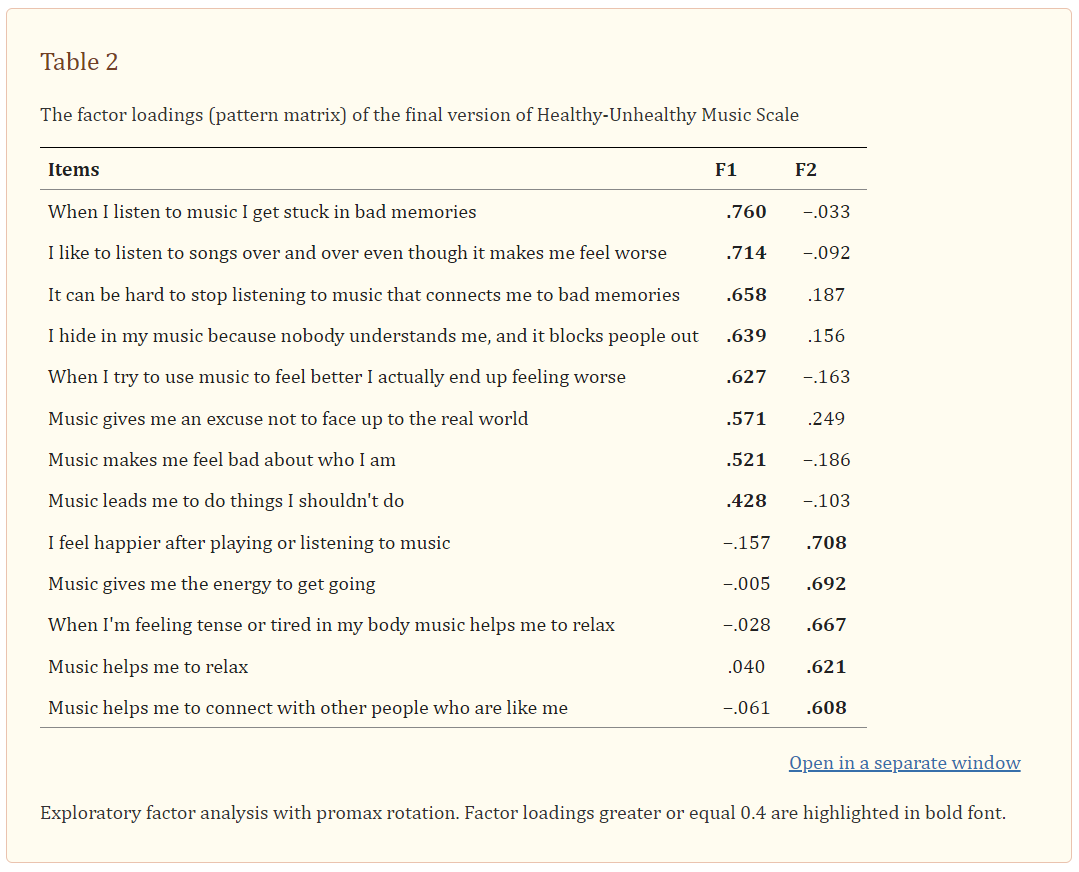 Table 2
The factor loadings (pattern matrix) of the final version of Healthy-Unhealthy Music Scale
Items F1 F2
When I listen to music I get stuck in bad memories .760 −.033
I like to listen to songs over and over even though it makes me feel worse .714 −.092
It can be hard to stop listening to music that connects me to bad memories .658 .187
I hide in my music because nobody understands me, and it blocks people out .639 .156
When I try to use music to feel better I actually end up feeling worse .627 −.163
Music gives me an excuse not to face up to the real world .571 .249
Music makes me feel bad about who I am .521 −.186
Music leads me to do things I shouldn't do .428 −.103
I feel happier after playing or listening to music −.157 .708
Music gives me the energy to get going −.005 .692
When I'm feeling tense or tired in my body music helps me to relax −.028 .667
Music helps me to relax .040 .621
Music helps me to connect with other people who are like me −.061 .608
Open in a separate window
Exploratory factor analysis with promax rotation. Factor loadings greater or equal 0.4 are highlighted in bold font.